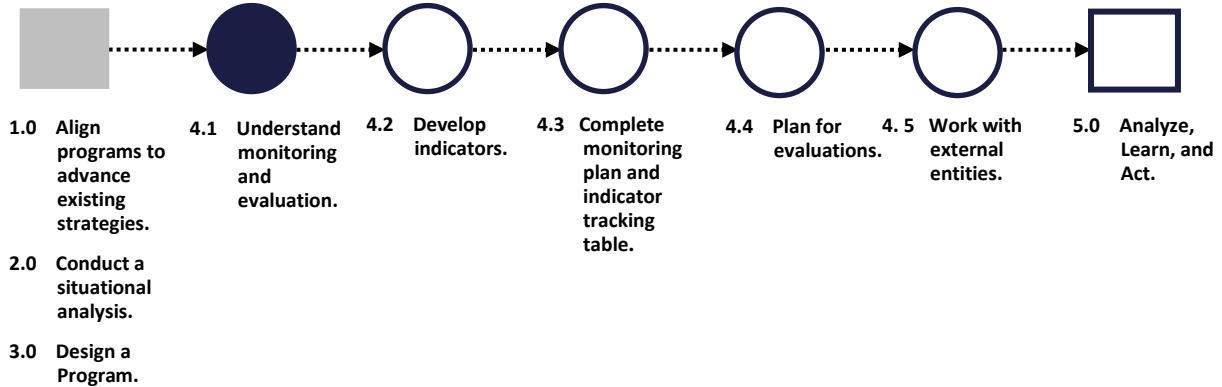 1.0 Align
programs to
advance
existing
strategies.
2.0 Conduct a
situational
analysis.
3.0 Design a
Program.
4.1 Understand
monitoring
and
evaluation.
4.2 Develop
indicators.
4.3 Complete
monitoring
plan and
indicator
tracking
table.
4.4 Plan for
evaluations.
4. 5 Work with
external
entities.
5.0 Analyze,
Learn, and
Act.